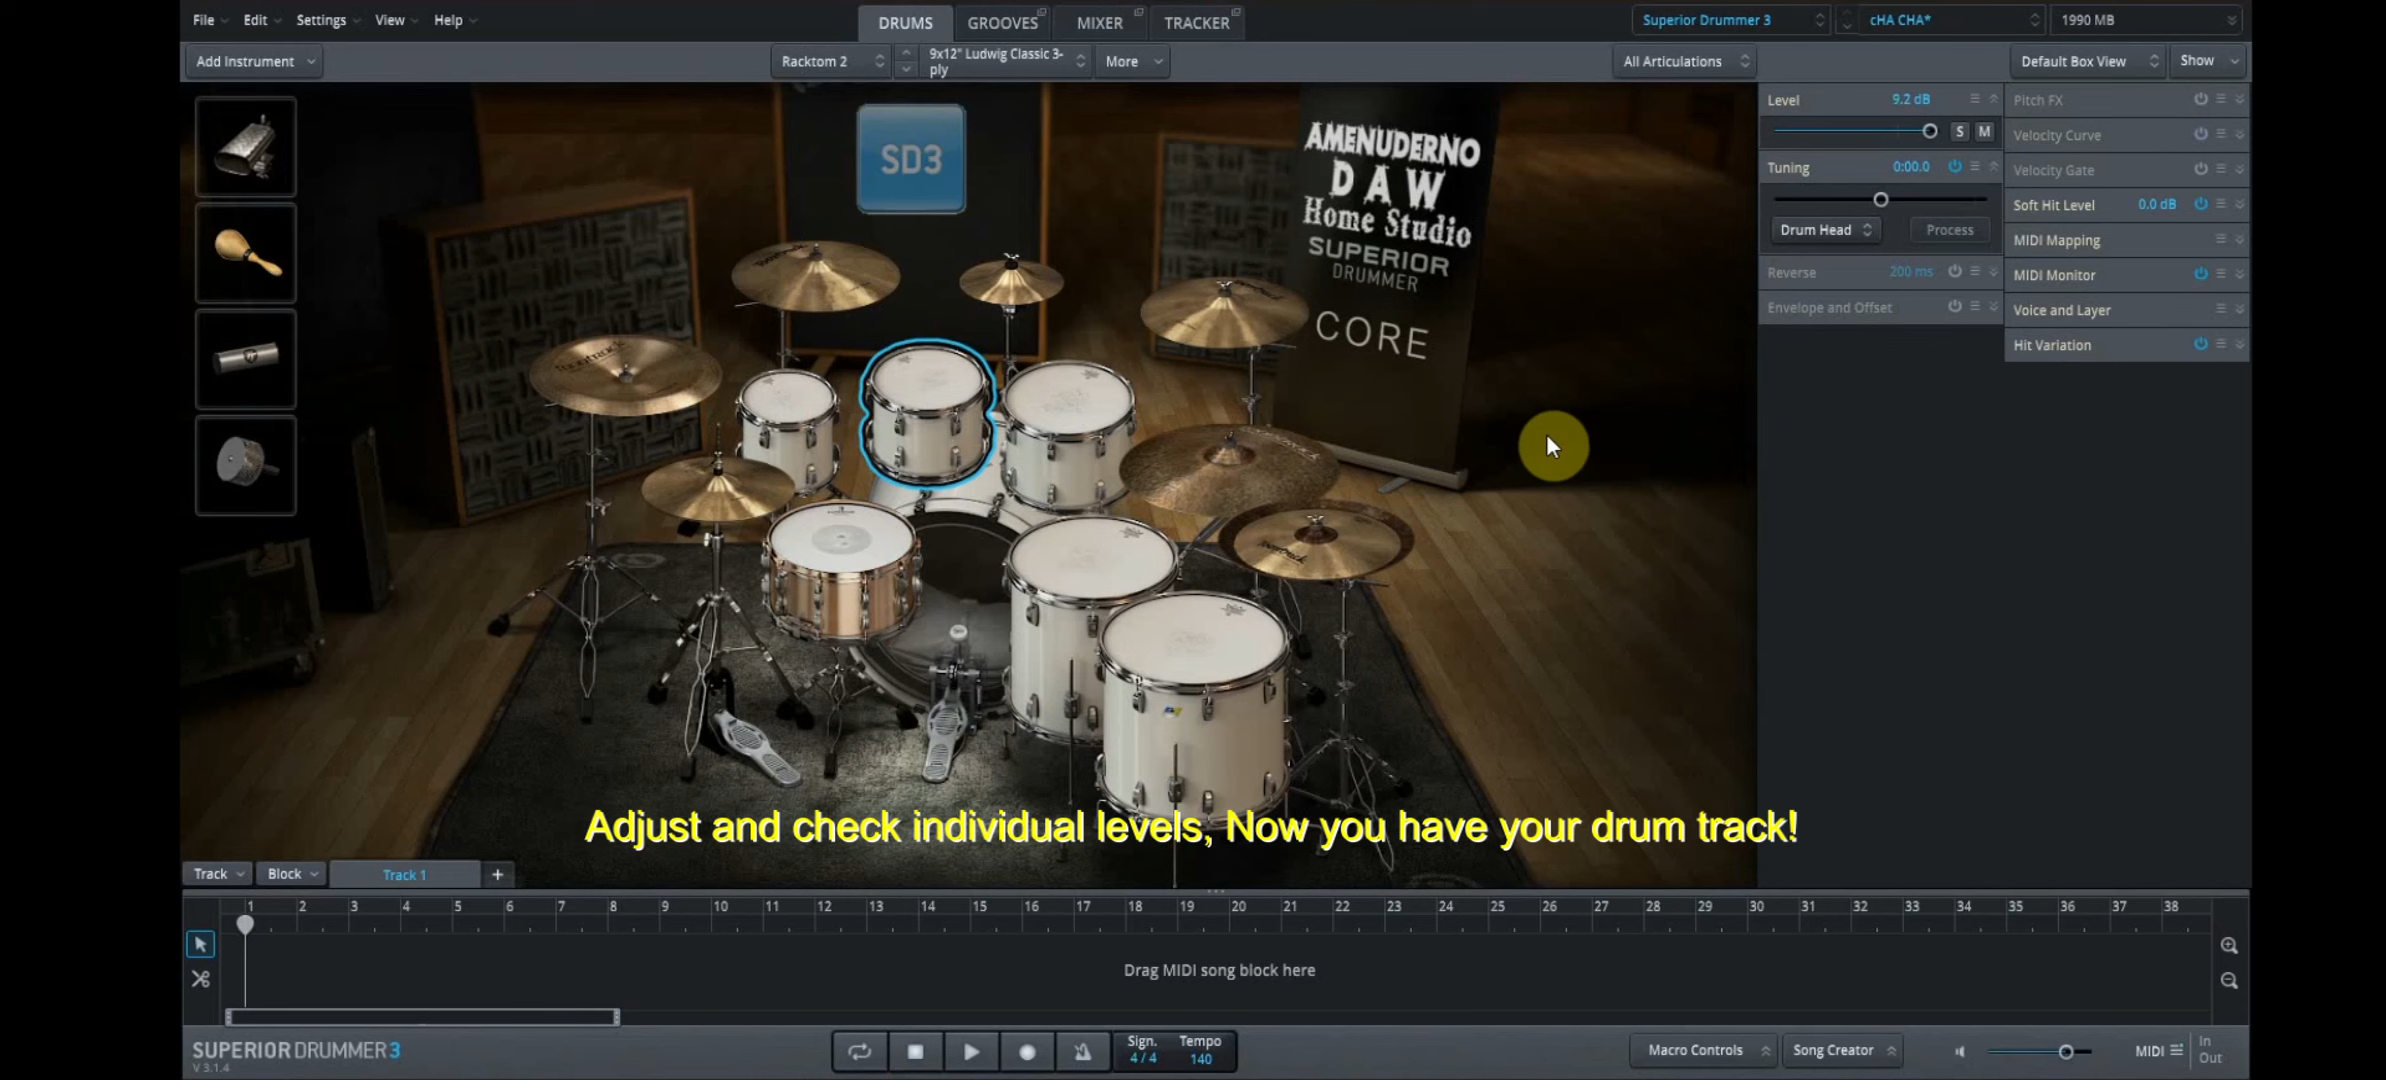 File Edit Settings View Help
DRUMS GROOVES MIXER TRACKER
Superior Drummer 3 cHA CHA* 1990 MB
Add Instrument
Racktom 2
9x12" Ludwig Classic 3-
ply
More
All Articulations
Default Box View Show
SD3
AMENUDERNO
DAW
Home Studio
SUPERIOR
DRUMMER
CORE
Level 9.2 dB
S M
Tuning 0:00.0
Drum Head Process
Reverse 200 ms
Envelope and Offset
Pitch FX
Velocity Curve
Velocity Gate
Soft Hit Level 0.0 dB
MIDI Mapping
MIDI Monitor
Voice and Layer
Hit Variation
Adjust and check individual levels, Now you have your drum track!
Track Block Track 1 +
1 2 3 4 5 6 7 8 9 10 11 12 13 14 15 16 17 18 19 20 21 22 23 24 25 26 27 28 29 30 31 32 33 34 35 36 37 38
Drag MIDI song block here
SUPERIOR DRUMMER 3
V 3.1.4
Sign. Tempo
4 / 4 140
Macro Controls Song Creator
MIDI
In
Out